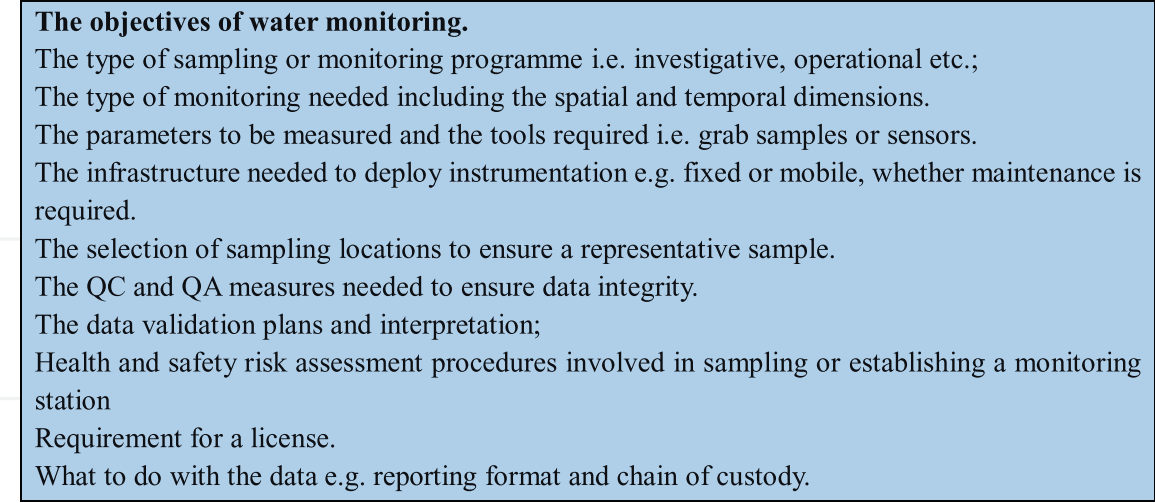 The objectives of water monitoring.
The type of sampling or monitoring programme i.e. investigative, operational etc.;
The type of monitoring needed including the spatial and temporal dimensions.
The parameters to be measured and the tools required i.e. grab samples or sensors.
The infrastructure needed to deploy instrumentation e.g. fixed or mobile, whether maintenance is
required.
The selection of sampling locations to ensure a representative sample.
The QC and QA measures needed to ensure data integrity.
The data validation plans and interpretation;
Health and safety risk assessment procedures involved in sampling or establishing a monitoring
station
Requirement for a license.
What to do with the data e.g. reporting format and chain of custody.